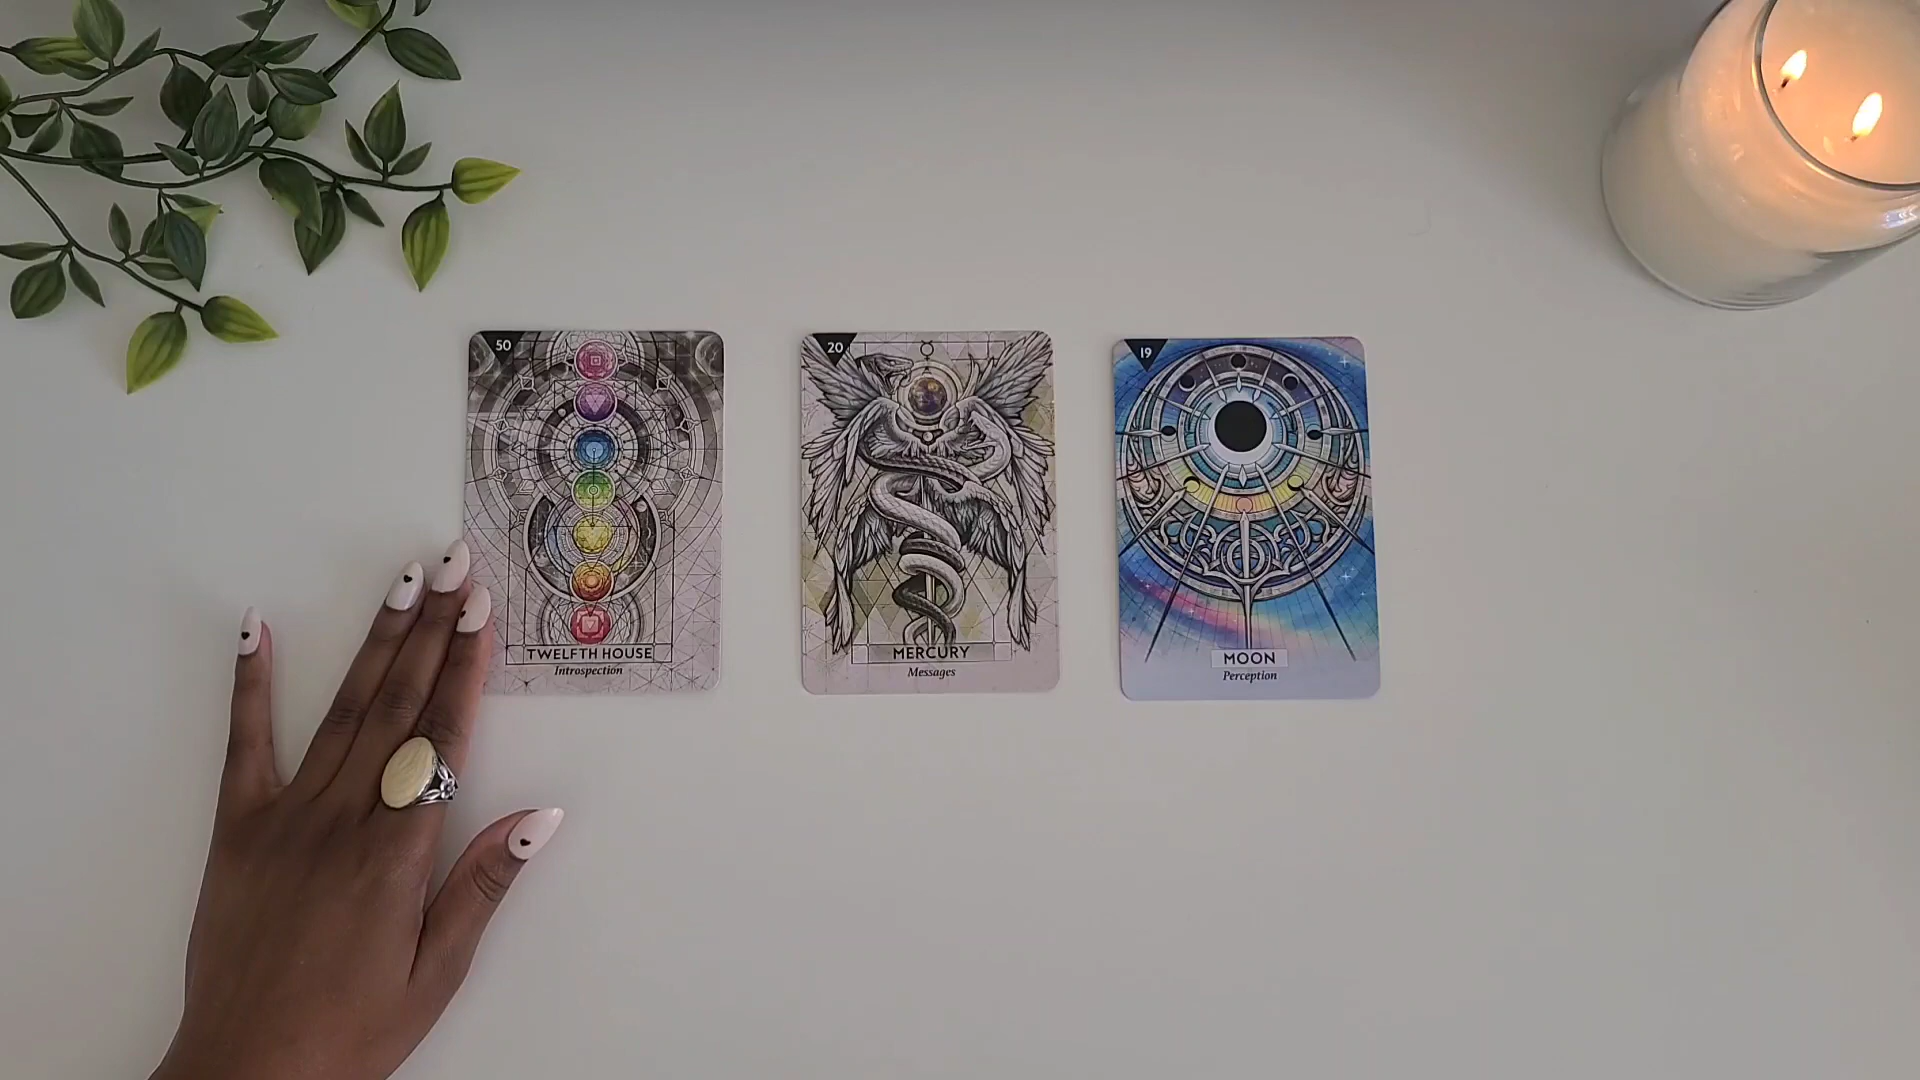 50
TWELFTH HOUSE
Introspection
20
MERCURY
Messages
19
MOON
Perception